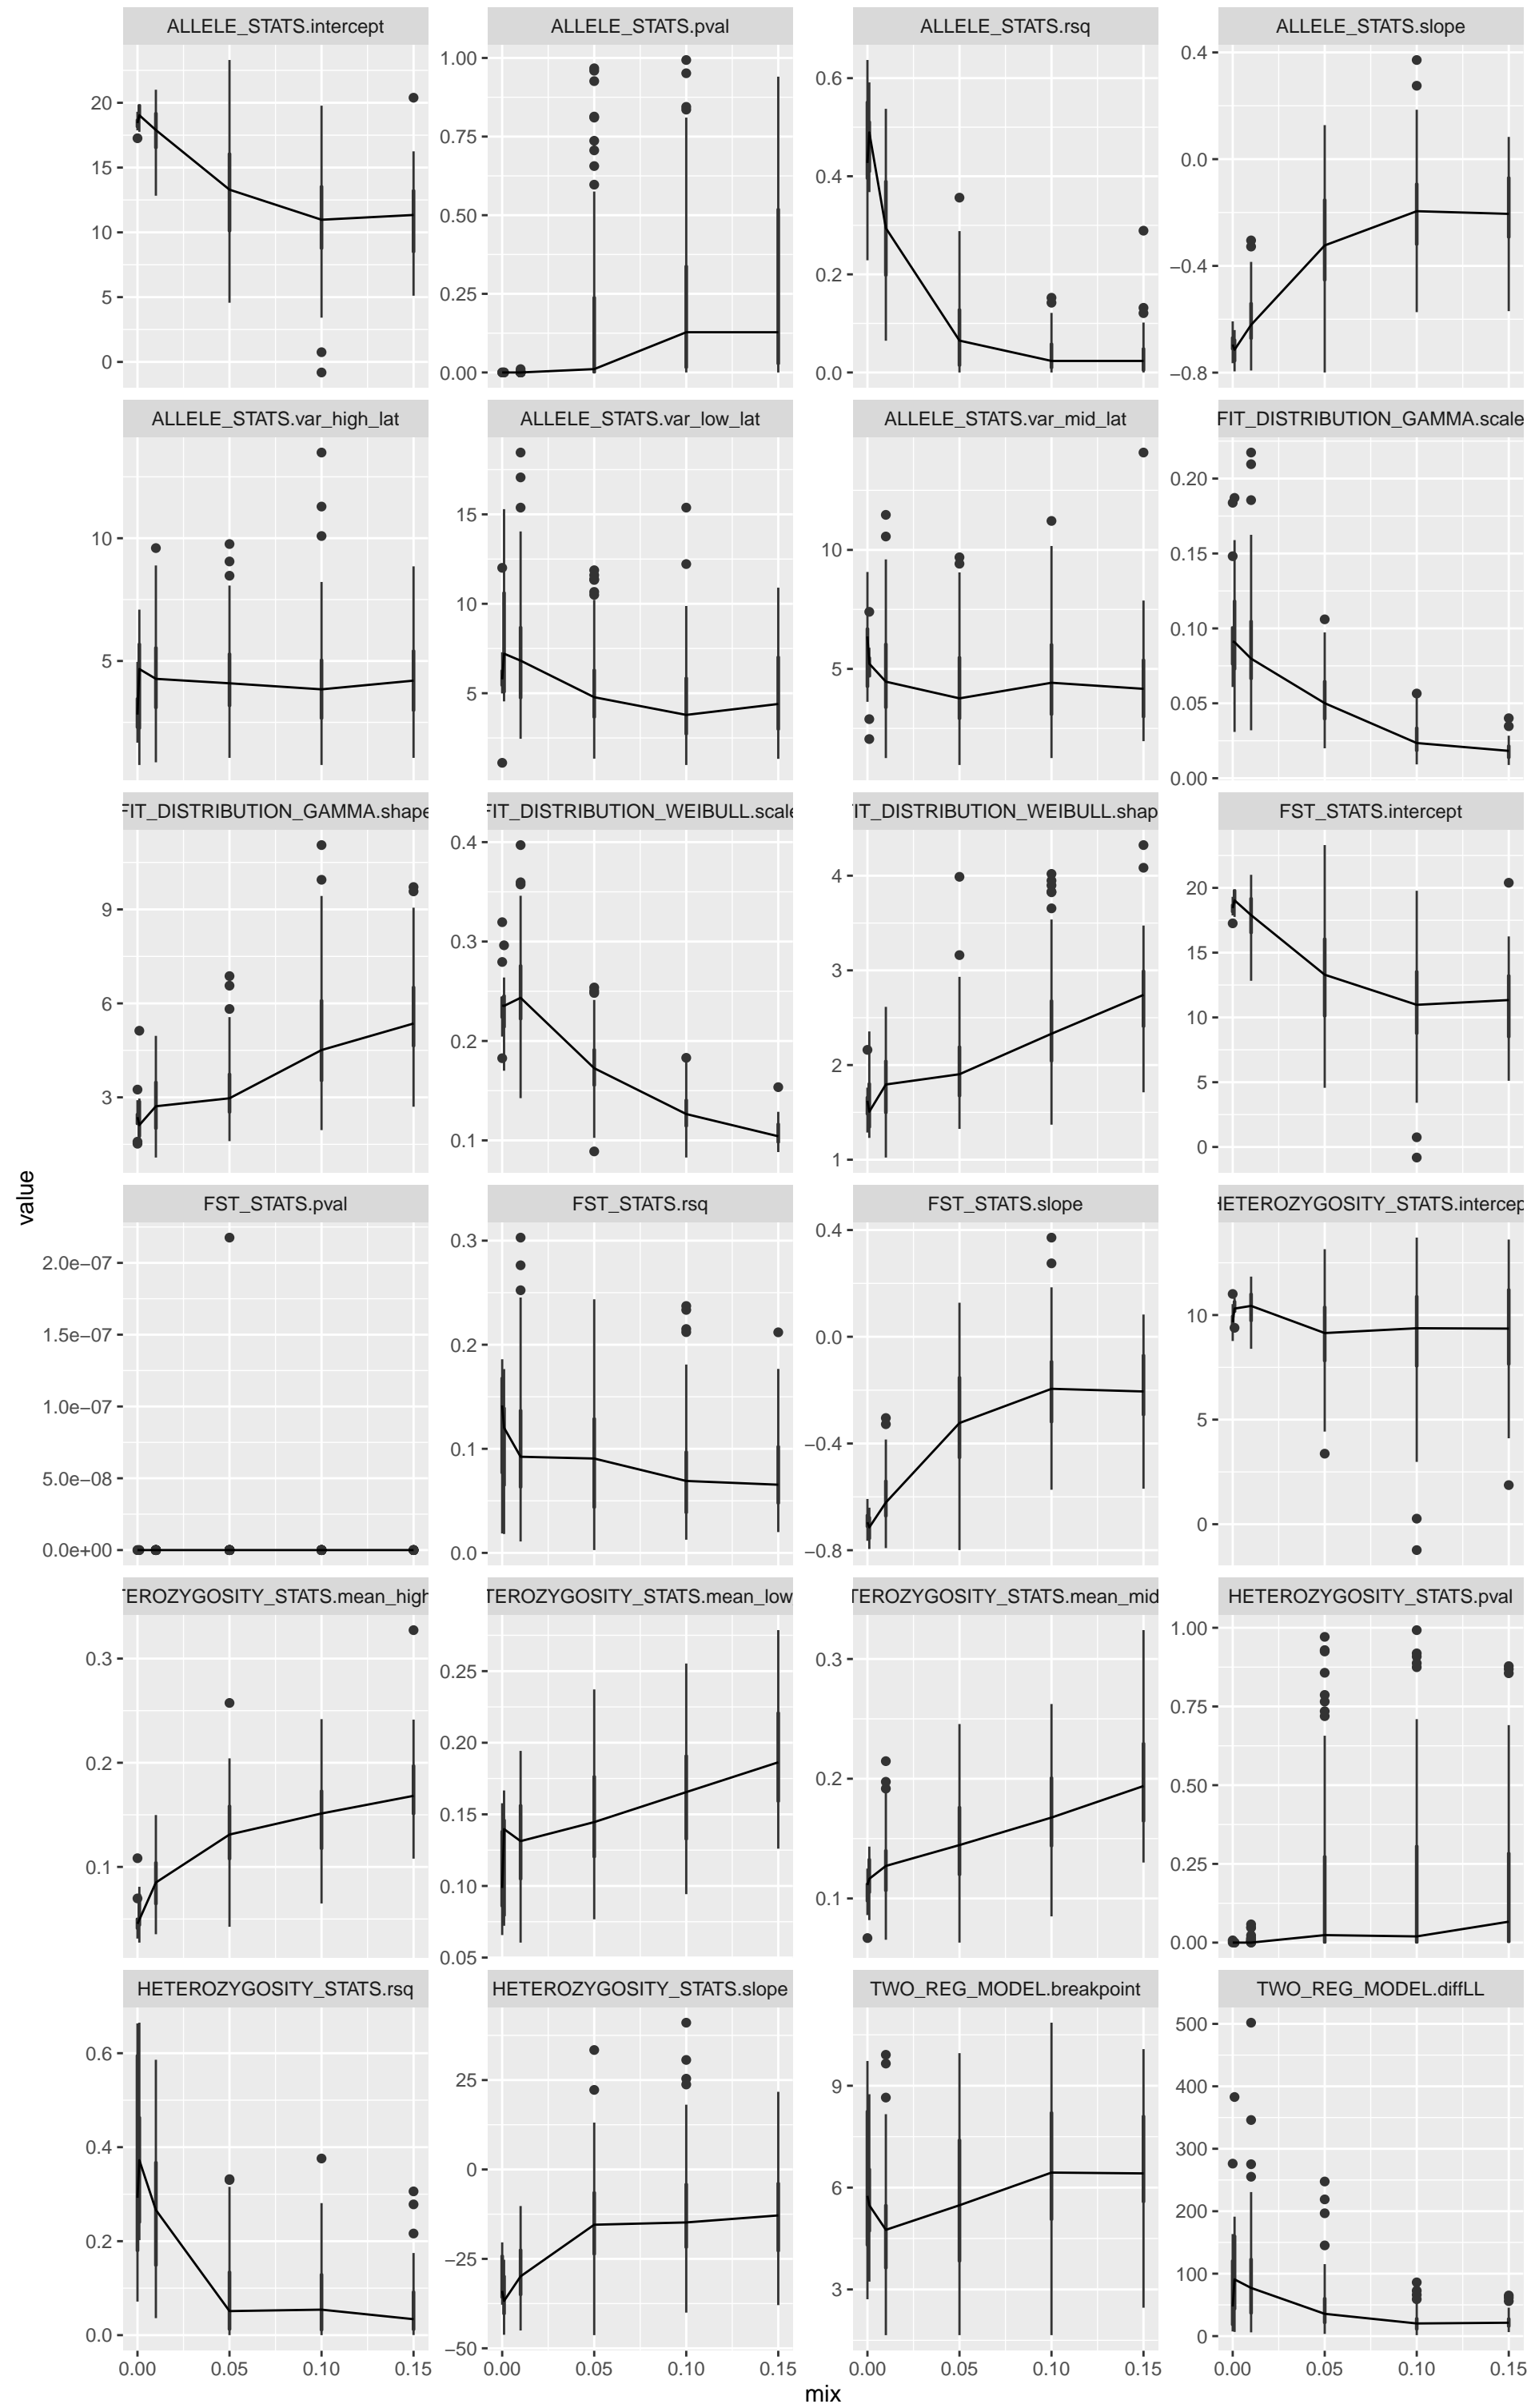 ALLELE_STATS.intercept ALLELE_STATS.pval ALLELE_STATS.rsq ALLELE_STATS.slope
20 15 10 5 0
1.00 0.75 0.50 0.25 0.00
0.6 0.4 0.2 0.0
0.4 0.0 −0.4 −0.8
ALLELE_STATS.var_high_lat ALLELE_STATS.var_low_lat ALLELE_STATS.var_mid_lat FIT_DISTRIBUTION_GAMMA.scale
10 5
15 10 5
10 5
0.20 0.15 0.10 0.05 0.00
FIT_DISTRIBUTION_GAMMA.shape FIT_DISTRIBUTION_WEIBULL.scale IT_DISTRIBUTION_WEIBULL.shap FST_STATS.intercept
9 6 3
0.4 0.3 0.2 0.1
4 3 2 1
20 15 10 5 0
value
FST_STATS.pval FST_STATS.rsq FST_STATS.slope HETEROZYGOSITY_STATS.intercep
2.0e−07 1.5e−07 1.0e−07 5.0e−08 0.0e+00
0.3 0.2 0.1 0.0
0.4 0.0 −0.4 −0.8
10 5 0
TEROZYGOSITY_STATS.mean_high TEROZYGOSITY_STATS.mean_low TEROZYGOSITY_STATS.mean_mid HETEROZYGOSITY_STATS.pval
0.3 0.2 0.1
0.25 0.20 0.15 0.10 0.05
0.3 0.2 0.1
1.00 0.75 0.50 0.25 0.00
HETEROZYGOSITY_STATS.rsq HETEROZYGOSITY_STATS.slope TWO_REG_MODEL.breakpoint TWO_REG_MODEL.diffLL
0.6 0.4 0.2 0.0
25 0 −25 −50
9 6 3
500 400 300 200 100 0
0.00 0.05 0.10 0.15 0.00 0.05 0.10 0.15 0.00 0.05 0.10 0.15 0.00 0.05 0.10 0.15
mix